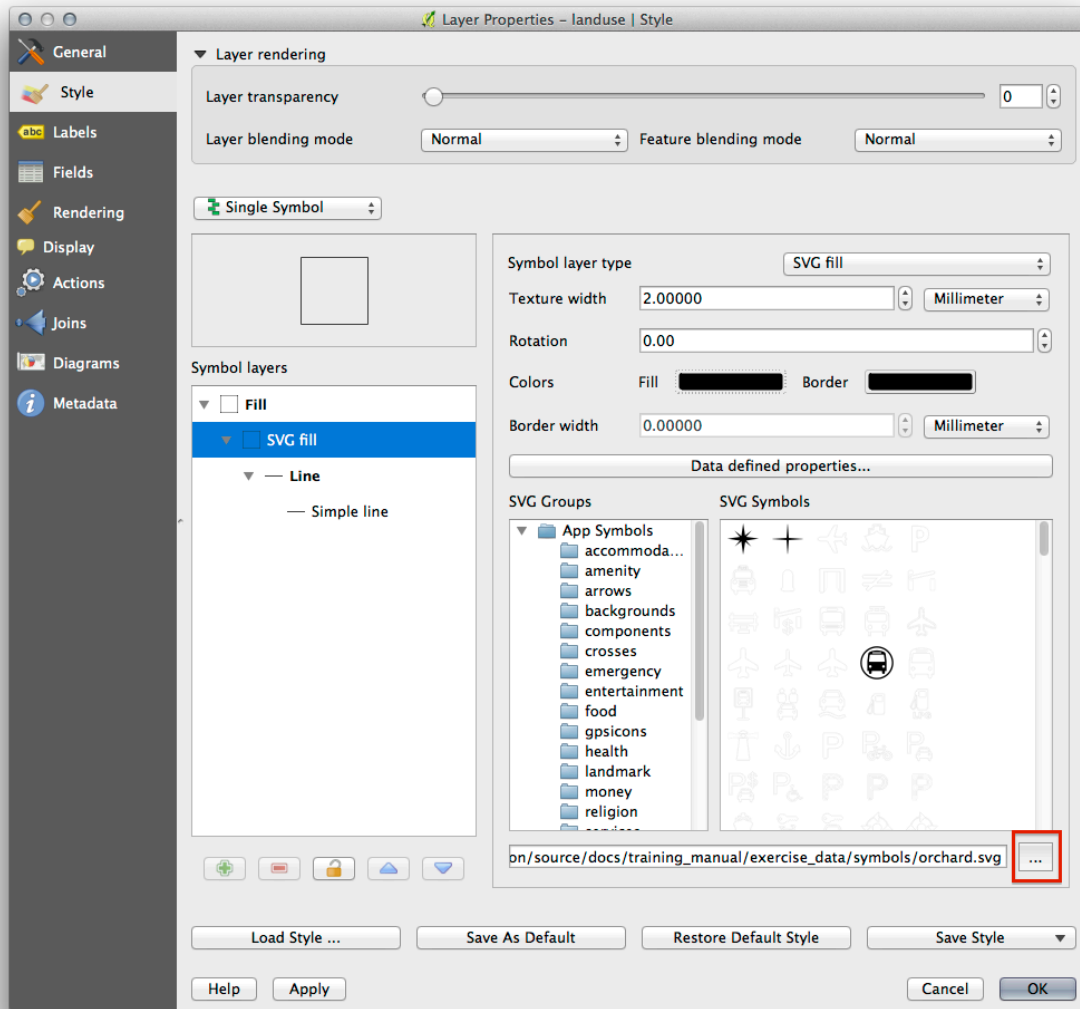 Layer Properties - landuse | Style
General
Style
abc Labels
Fields
Rendering
Display
Actions
Joins
Diagrams
i Metadata
Layer rendering
Layer transparency 0
Layer blending mode Normal Feature blending mode Normal
Single Symbol
Symbol layers
Fill
SVG fill
Line
Simple line
Symbol layer type SVG fill
Texture width 2.00000 Millimeter
Rotation 0.00
Colors Fill Border
Border width 0.00000 Millimeter
Data defined properties...
SVG Groups SVG Symbols
App Symbols
accommoda...
amenity
arrows
backgrounds
components
crosses
emergency
entertainment
food
gpsicons
health
landmark
money
religion
on/source/docs/training_manual/exercise_data/symbols/orchard.svg ...
Load Style ... Save As Default Restore Default Style Save Style
Help Apply Cancel OK